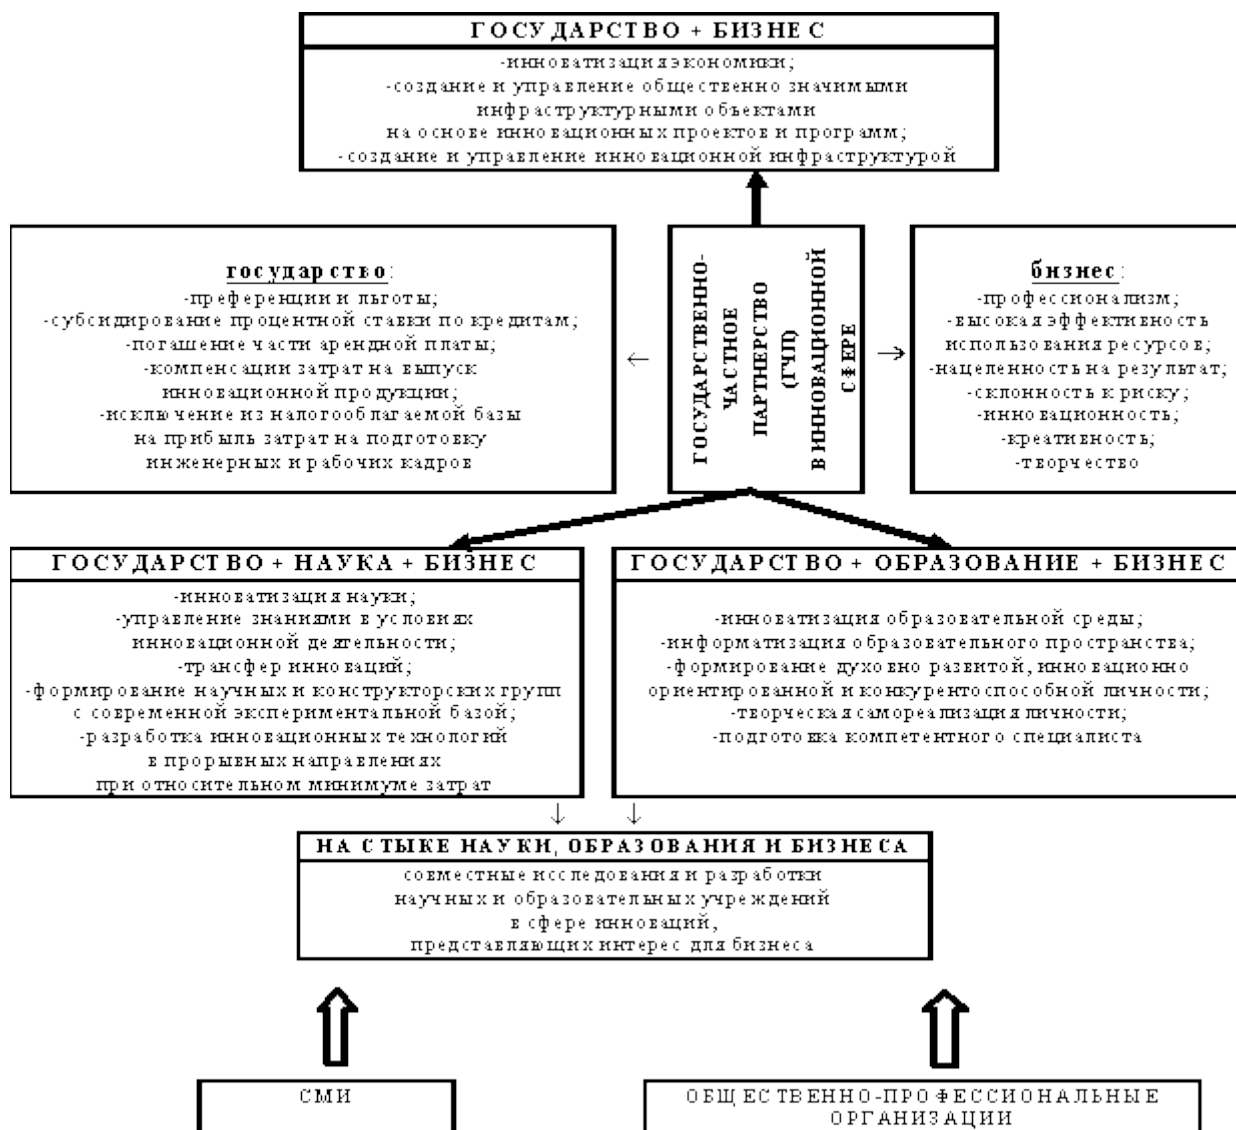 ГОСУДАРСТВО + БИЗНЕС
-инноватизация экономики;
-создание и управление общественно значимыми
инфраструктурными объектами
на основе инновационных проектов и программ;
-создание и управление инновационной инфраструктурой
государство:
-преференции и льготы;
-субсидирование процентной ставки по кредитам;
-погашение части арендной платы;
-компенсации затрат на выпуск
инновационной продукции;
-исключение из налогооблагаемой базы
на прибыль затрат на подготовку
инженерных и рабочих кадров
←
ГОСУДАРСТВЕННО-
ЧАСТНОЕ
ПАРТНЕРСТВО
(ГЧП)
В ИННОВАЦИОННОЙ
СФЕРЕ
→
бизнес:
-профессионализм;
-высокая эффективность
использования ресурсов;
-нацеленность на результат;
-склонность к риску;
-инновационность;
-креативность;
-творчество
ГОСУДАРСТВО + НАУКА + БИЗНЕС
-инноватизация науки;
-управление знаниями в условиях
инновационной деятельности;
-трансфер инноваций;
-формирование научных и конструкторских групп
с современной экспериментальной базой;
-разработка инновационных технологий
в прорывных направлениях
при относительном минимуме затрат
ГОСУДАРСТВО + ОБРАЗОВАНИЕ + БИЗНЕС
-инноватизация образовательной среды;
-информатизация образовательного пространства;
-формирование духовно развитой, инновационно
ориентированной и конкурентоспособной личности;
-творческая самореализация личности;
-подготовка компетентного специалиста
↓ ↓
НА СТЫКЕ НАУКИ, ОБРАЗОВАНИЯ И БИЗНЕСА
совместные исследования и разработки
научных и образовательных учреждений
в сфере инноваций,
представляющих интерес для бизнеса
СМИ
ОБЩЕСТВЕННО-ПРОФЕССИОНАЛЬНЫЕ
ОРГАНИЗАЦИИ